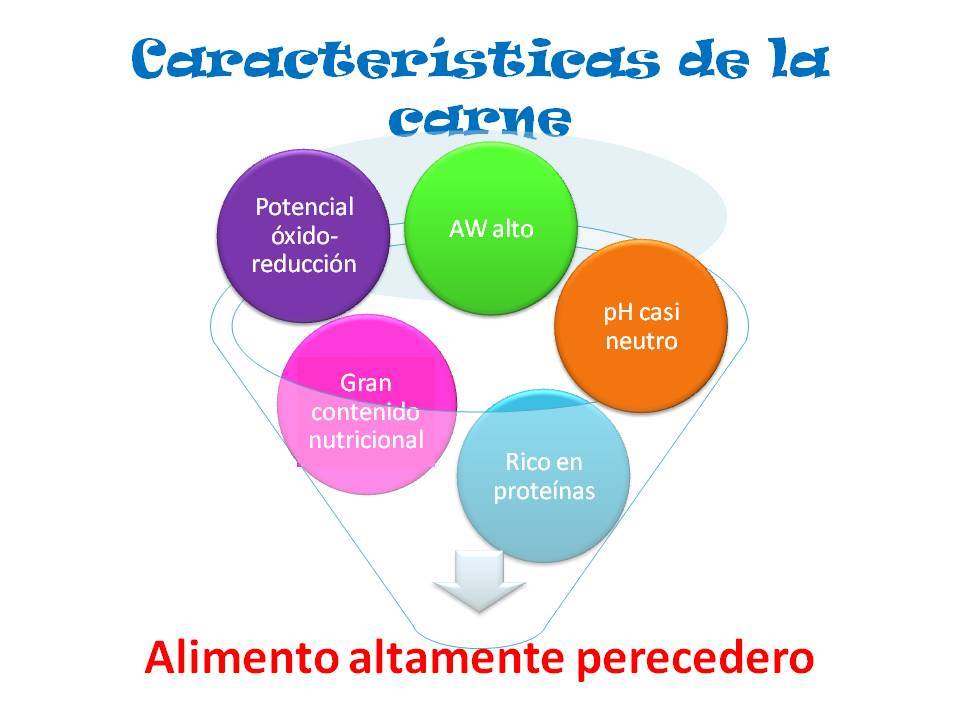 Características de la
carne
Potencial
óxido-
reducción
AW alto
pH casi
neutro
Gran
contenido
nutricional
Rico en
proteínas
Alimento altamente perecedero